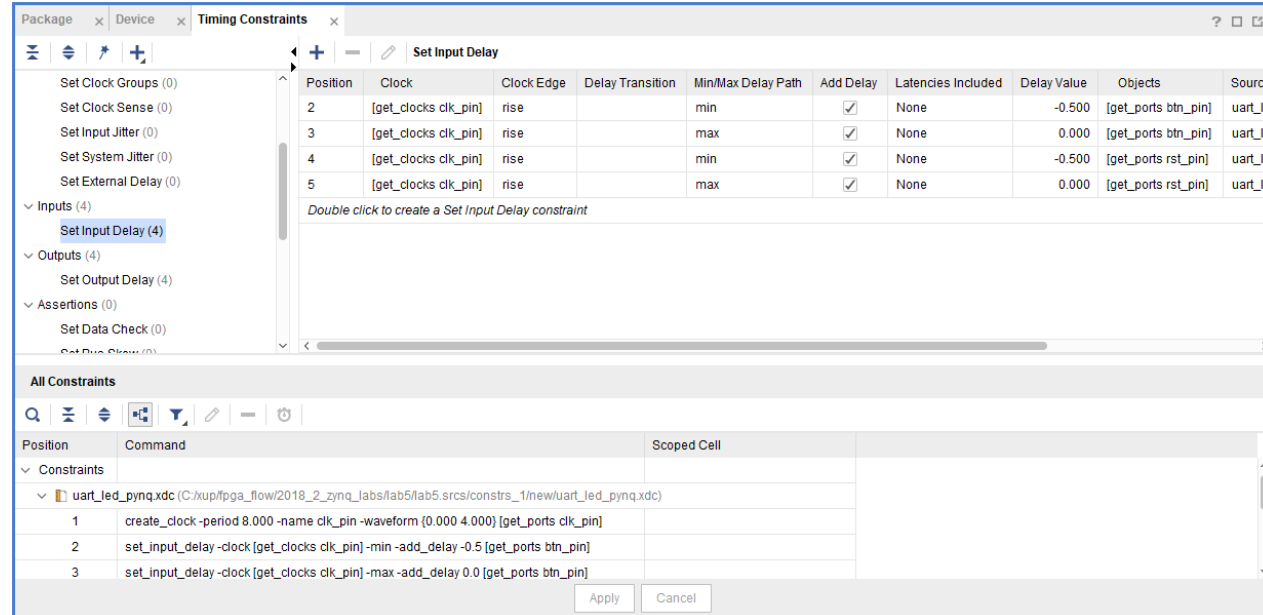 Package Device Timing Constraints ?
Set Input Delay
Set Clock Groups (0)
Set Clock Sense (0)
Set Input Jitter (0)
Set System Jitter (0)
Set External Delay (0)
Inputs (4)
Set Input Delay (4)
Outputs (4)
Set Output Delay (4)
Assertions (0)
Set Data Check (0)
Position Clock Clock Edge Delay Transition Min/Max Delay Path Add Delay Latencies Included Delay Value Objects Sourc
2 [get_clocks clk_pin] rise min None -0.500 [get_ports btn_pin] uart_l
3 [get_clocks clk_pin] rise max None 0.000 [get_ports btn_pin] uart_l
4 [get_clocks clk_pin] rise min None -0.500 [get_ports rst_pin] uart_l
5 [get_clocks clk_pin] rise max None 0.000 [get_ports rst_pin] uart_l
Double click to create a Set Input Delay constraint
All Constraints
Position Command Scoped Cell
Constraints
uart_led_pynq.xdc (C:/xup/fpga_flow/2018_2_zynq_labs/lab5/lab5.srcs/constrs_1/new/uart_led_pynq.xdc)
1 create_clock -period 8.000 -name clk_pin -waveform {0.000 4.000} [get_ports clk_pin]
2 set_input_delay -clock [get_clocks clk_pin] -min -add_delay -0.5 [get_ports btn_pin]
3 set_input_delay -clock [get_clocks clk_pin] -max -add_delay 0.0 [get_ports btn_pin]
Apply Cancel